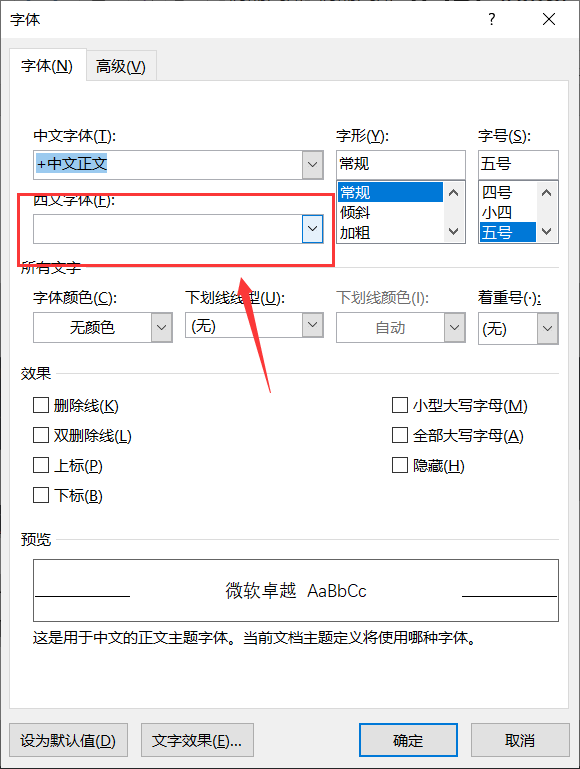 字体
字体(N) 高级(V)
中文字体(T): 字形(Y): 字号(S):
+中文正文 常规 五号
西文字体(F): 常规 四号
倾斜 小四
加粗 五号
所有文字
字体颜色(C): 下划线线型(U): 下划线颜色(I): 着重号(·):
无颜色 (无) 自动 (无)
效果
删除线(K) 小型大写字母(M)
双删除线(L) 全部大写字母(A)
上标(P) 隐藏(H)
下标(B)
预览
微软卓越 AaBbCc
这是用于中文的正文主题字体。当前文档主题定义将使用哪种字体。
设为默认值(D) 文字效果(E)... 确定 取消